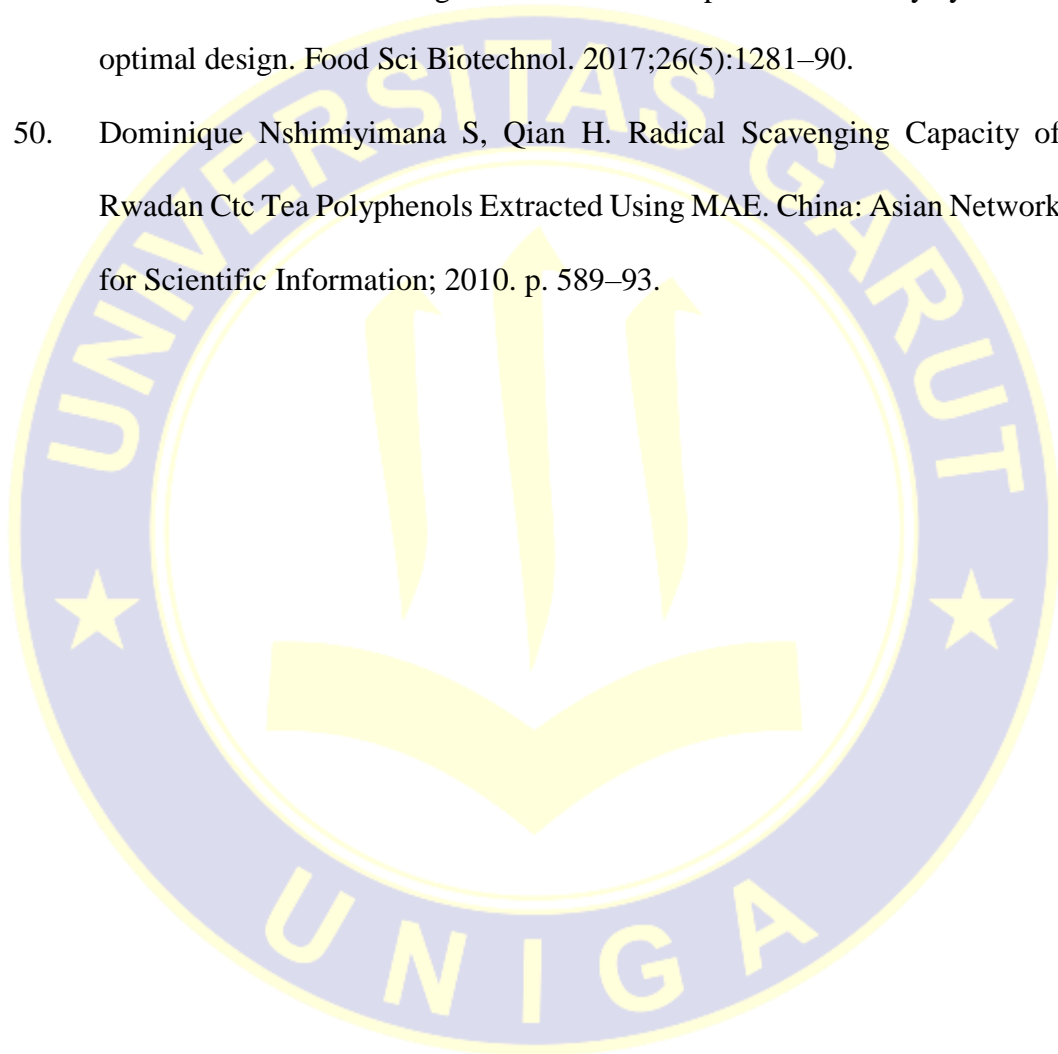 optimal design. Food Sci Biotechnol. 2017;26(5):1281–90.
50. Dominique Nshimiyimana S, Qian H. Radical Scavenging Capacity of
Rwadan Ctc Tea Polyphenols Extracted Using MAE. China: Asian Network
for Scientific Information; 2010. p. 589–93.
UNIVERSITAS GARUT
UNIGA